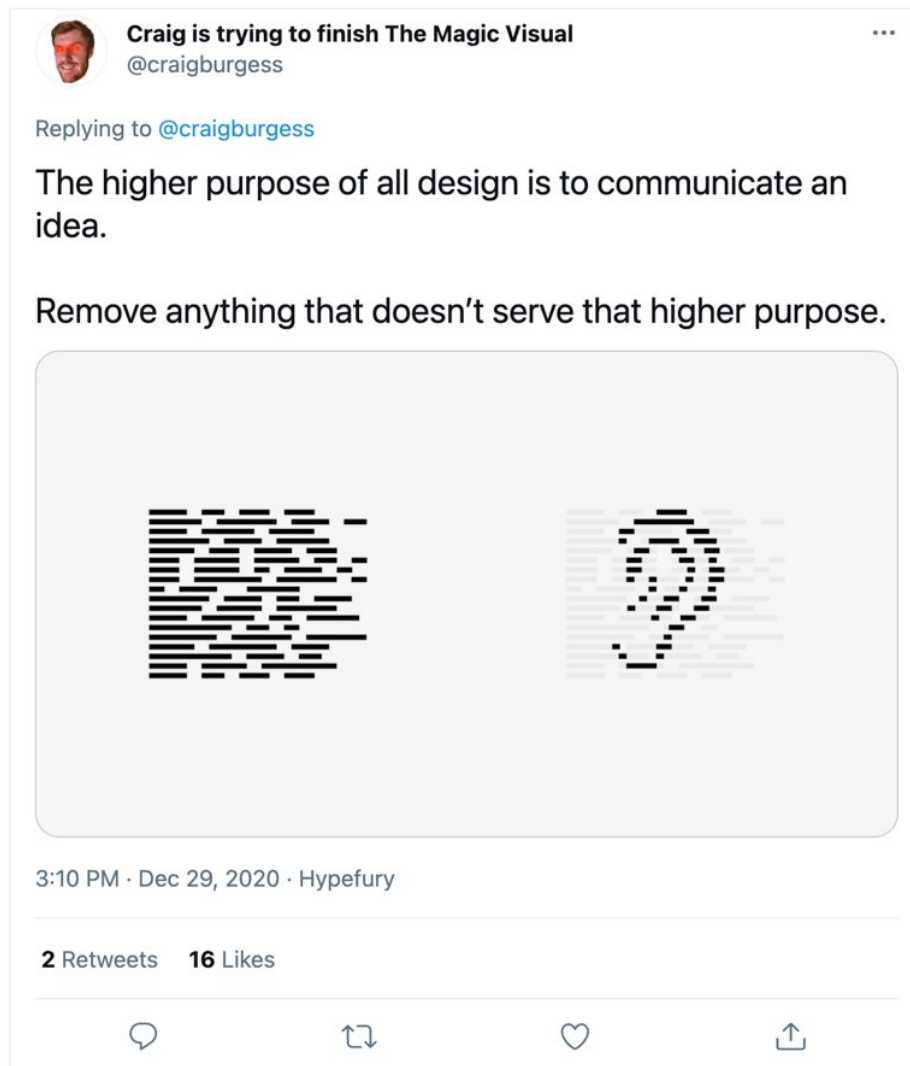 Craig is trying to finish The Magic Visual
@craigburgess
Replying to @craigburgess
The higher purpose of all design is to communicate an
idea.
Remove anything that doesn't serve that higher purpose.
3:10 PM · Dec 29, 2020 · Hypefury
2 Retweets 16 Likes